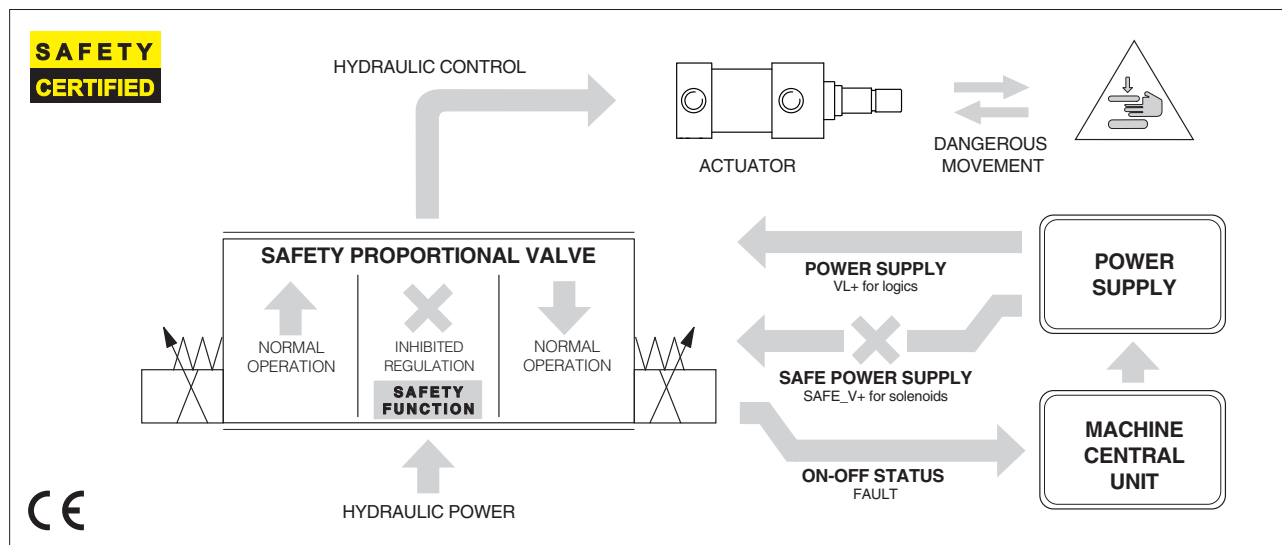 SAFETY
CERTIFIED
HYDRAULIC CONTROL
ACTUATOR
DANGEROUS
MOVEMENT
SAFETY PROPORTIONAL VALVE
NORMAL
OPERATION
INHIBITED
REGULATION
SAFETY
FUNCTION
NORMAL
OPERATION
POWER SUPPLY
VL+ for logics
POWER
SUPPLY
SAFE POWER SUPPLY
SAFE_V+ for solenoids
ON-OFF STATUS
FAULT
MACHINE
CENTRAL
UNIT
HYDRAULIC POWER
CE